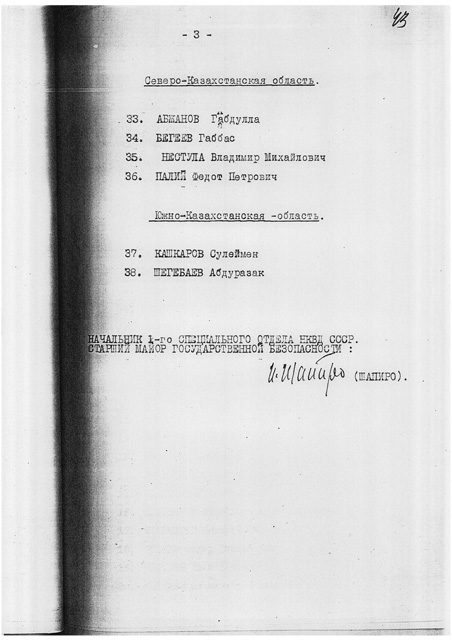 43
- 3 -
Северо-Казахстанская область.
33. АБЖАНОВ Габдулла
34. БЕГЕЕВ Габбас
35. НЕСТУЛА Владимир Михайлович
36. ПАЛИЙ Федот Петрович
Южно-Казахстанская -область.
37. КАШКАРОВ Сулеймен
38. ШЕГЕБАЕВ Абдуразак
НАЧАЛЬНИК 1-го СПЕЦИАЛЬНОГО ОТДЕЛА НКВД СССР.
СТАРШИЙ МАЙОР ГОСУДАРСТВЕННОЙ БЕЗОПАСНОСТИ :
И. Шапиро (ШАПИРО).